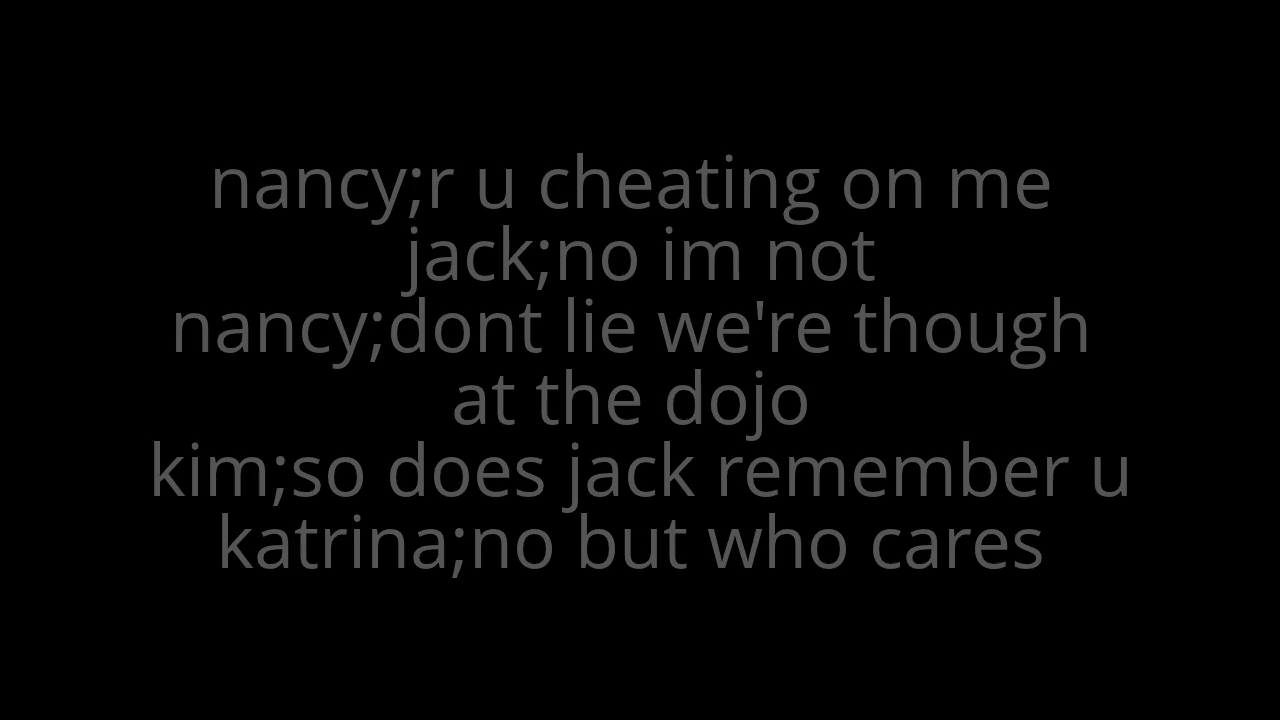 nancy;r u cheating on me
jack;no im not
nancy;dont lie we're though
at the dojo
kim;so does jack remember u
katrina;no but who cares